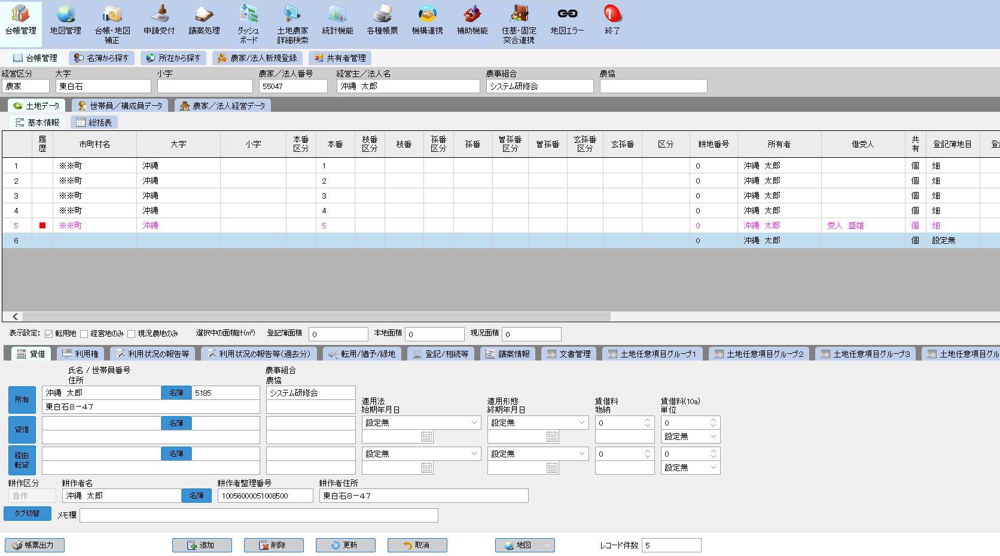 台帳管理 地図管理 台帳・地図補正 申請受付 議案処理 ダッシュボード 土地農家詳細検索 統計機能 各種帳票 機構連携 補助機能 住基・固定突合連携 地図エラー 終了
台帳管理 名簿から探す 所在から探す 農家/法人新規登録 共有者管理
経営区分 大字 小字 農家／法人番号 経営主／法人名 農事組合 農協
農家 東白石 55047 沖縄 太郎 システム研修会
土地データ 世帯員／構成員データ 農家／法人経営データ
基本情報 総括表
履歴 市町村名 大字 小字 本番区分 本番 枝番区分 枝番 孫番区分 孫番 曽孫番区分 曽孫番 玄孫番区分 玄孫番 区分 耕地番号 所有者 借受人 共有 登記簿地目 登
1 ※※町 沖縄 1 0 沖縄 太郎 個 畑
2 ※※町 沖縄 2 0 沖縄 太郎 個 畑
3 ※※町 沖縄 3 0 沖縄 太郎 個 畑
4 ※※町 沖縄 4 0 沖縄 太郎 個 畑
5 ※※町 沖縄 5 0 沖縄 太郎 受人 盛雄 個 畑
6 0 沖縄 太郎 個 設定無
表示設定: 転用地 経営地のみ 現況農地のみ 選択中の面積計(㎡) 登記簿面積 0 本地面積 0 現況面積 0
貸借 利用権 利用状況の報告等 利用状況の報告等(過去分) 転用/猶予/緑地 登記/相続等 議案情報 文書管理 土地任意項目グループ1 土地任意項目グループ2 土地任意項目グループ3 土地任意項目グル
氏名 / 世帯員番号 農事組合
住所 農協
所有 沖縄 太郎 名簿 5185 システム研修会
東白石8－47
適用法 適用形態 賃借料 賃借料(10a)
始期年月日 終期年月日 物納 単位
貸借 名簿 設定無 設定無 0 0
設定無
経由転貸 名簿 設定無 設定無 0 0
設定無
耕作区分 耕作者名 耕作者整理番号 耕作者住所
自作 沖縄 太郎 名簿 10056000051008500 東白石8－47
タブ切替 メモ欄
帳票出力 追加 削除 更新 取消 地図 レコード件数 5